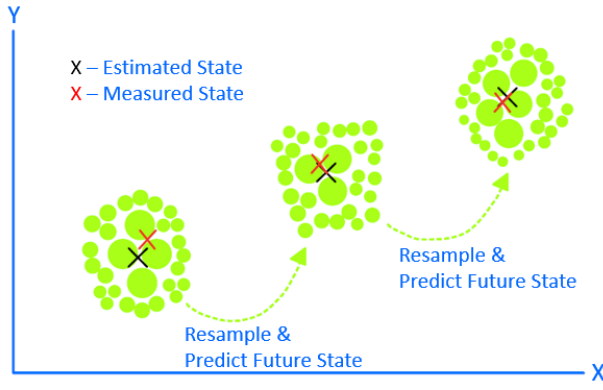 Y
X – Estimated State
X – Measured State
Resample &
Predict Future State
Resample &
Predict Future State
X